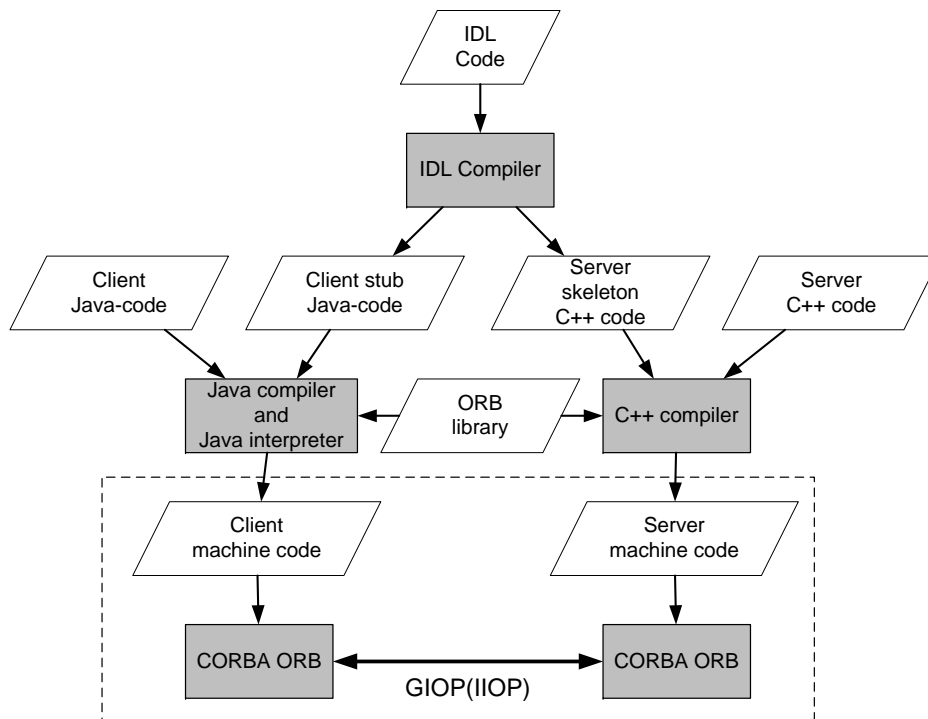 IDL
Code
IDL Compiler
Client
Java-code
Client stub
Java-code
Server
skeleton
C++ code
Server
C++ code
Java compiler
and
Java interpreter
ORB
library
C++ compiler
Client
machine code
Server
machine code
CORBA ORB
CORBA ORB
GIOP(IIOP)